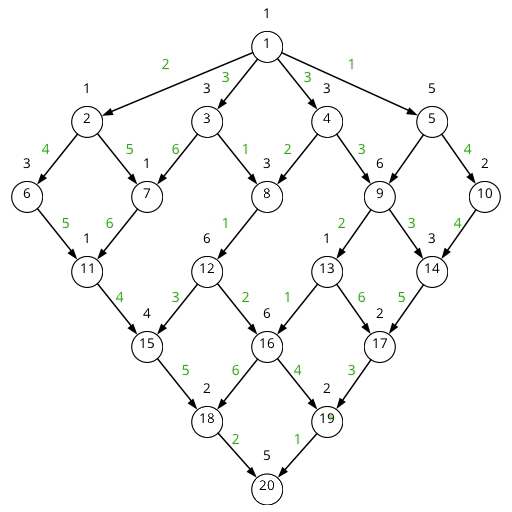 1
1
2 3 3 1
1 3 3 5
2 3 4 5
4 5 6 1 2 3 4
3 1 3 6 2
6 7 8 9 10
5 6 1 2 3 4
1 6 1 3
11 12 13 14
4 3 2 1 6 5
4 6 2
15 16 17
5 6 4 3
2 2
18 19
2 1
5
20